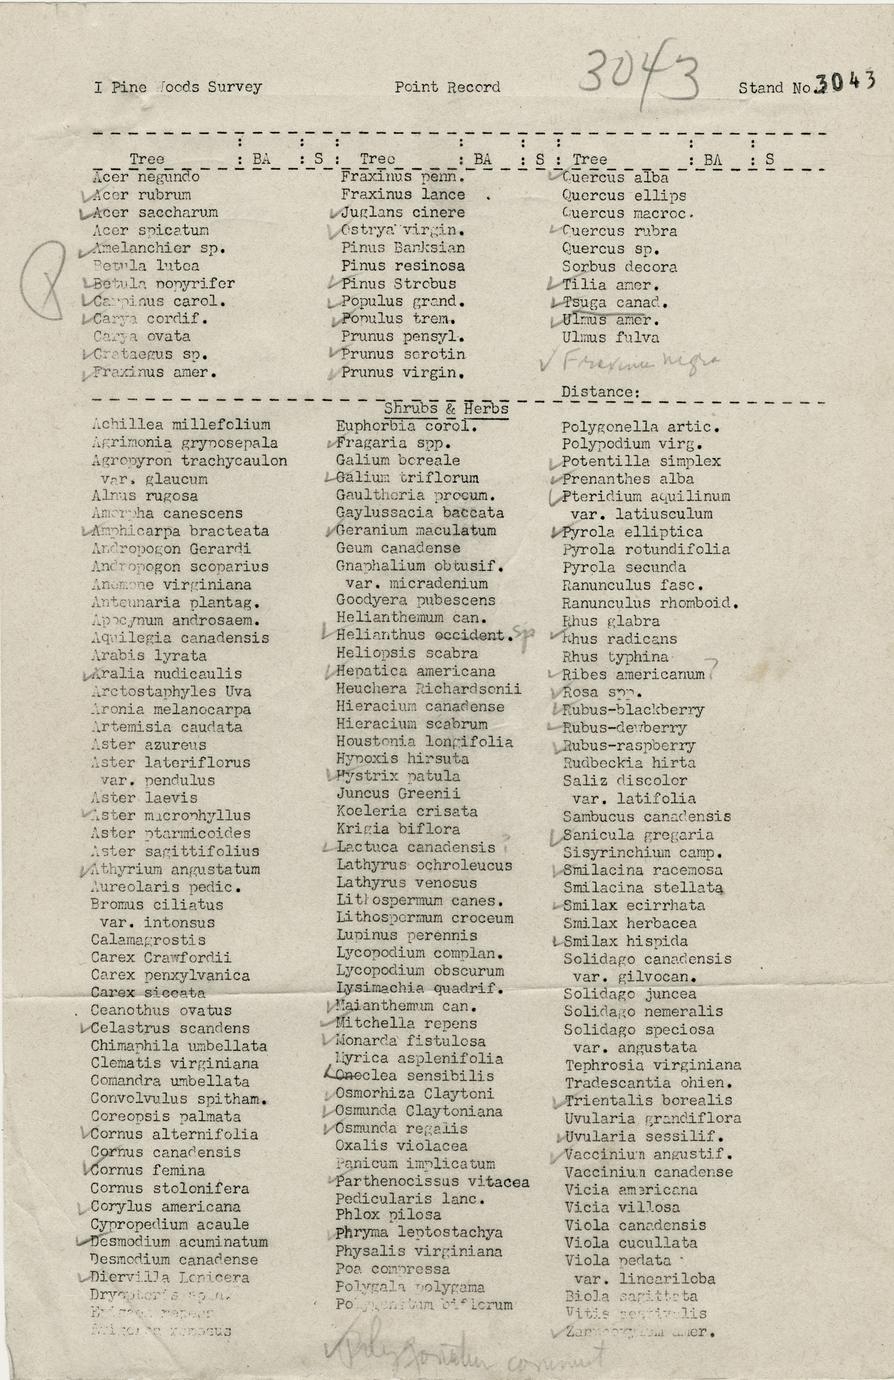 3043
I Pine Woods Survey Point Record Stand No. 3043
Tree : BA : S : Tree : BA : S : Tree : BA : S
Acer negundo
✓Acer rubrum
✓Acer saccharum
Acer spicatum
✓Amelanchier sp.
Betula lutea
✓Betula papyrifer
✓Carpinus carol.
✓Carya cordif.
Carya ovata
✓Crataegus sp.
✓Fraxinus amer.
Fraxinus penn.
Fraxinus lance
✓Juglans cinere
✓Ostrya virgin.
Pinus Banksian
Pinus resinosa
✓Pinus Strobus
✓Populus grand.
✓Populus trem.
Prunus pensyl.
✓Prunus serotin
✓Prunus virgin.
✓Quercus alba
Quercus ellips
Quercus macroc.
✓Quercus rubra
Quercus sp.
Sorbus decora
✓Tilia amer.
✓Tsuga canad.
✓Ulmus amer.
Ulmus fulva
✓Fraxinus nigra
Distance:
Shrubs & Herbs
Achillea millefolium
Agrimonia gryposepala
Agropyron trachycaulon
var. glaucum
Alnus rugosa
Amorpha canescens
✓Amphicarpa bracteata
Andropogon Gerardi
Andropogon scoparius
Anemone virginiana
Antennaria plantag.
Apocynum androsaem.
Aquilegia canadensis
Arabis lyrata
✓Aralia nudicaulis
Arctostaphyles Uva
Aronia melanocarpa
Artemisia caudata
Aster azureus
Aster lateriflorus
var. pendulus
Aster laevis
✓Aster macrophyllus
Aster ptarmicoides
Aster sagittifolius
✓Athyrium angustatum
Aureolaris pedic.
Bromus ciliatus
var. intonsus
Calamagrostis
Carex Crawfordii
Carex penxylvanica
Carex siccata
Ceanothus ovatus
✓Celastrus scandens
Chimaphila umbellata
Clematis virginiana
Comandra umbellata
Convolvulus spitham.
Coreopsis palmata
✓Cornus alternifolia
Cornus canadensis
✓Cornus femina
Cornus stolonifera
✓Corylus americana
Cypropedium acaule
✓Desmodium acuminatum
Desmodium canadense
✓Diervilla Lonicera
Euphorbia corol.
✓Fragaria spp.
Galium boreale
✓Galium triflorum
Gaultheria procum.
Gaylussacia baccata
✓Geranium maculatum
Geum canadense
Gnaphalium obtusif.
var. micradenium
Goodyera pubescens
Helianthemum can.
✓Helianthus occident. sp
Heliopsis scabra
✓Hepatica americana
Heuchera Richardsonii
Hieracium canadense
Hieracium scabrum
Houstonia longifolia
Hypoxis hirsuta
✓Hystrix patula
Juncus Greenii
Koeleria crisata
Krigia biflora
✓Lactuca canadensis ?
Lathyrus ochroleucus
Lathyrus venosus
Lithospermum canes.
Lithospermum croceum
Lupinus perennis
Lycopodium complan.
Lycopodium obscurum
Lysimachia quadrif.
✓Maianthemum can.
✓Mitchella repens
✓Monarda fistulosa
Myrica asplenifolia
✓Onoclea sensibilis
✓Osmorhiza Claytoni
✓Osmunda Claytoniana
✓Osmunda regalis
Oxalis violacea
Panicum implicatum
✓Parthenocissus vitacea
Pedicularis lanc.
Phlox pilosa
✓Phryma leptostachya
Physalis virginiana
Poa compressa
Polygala polygama
Polygonatum biflorum
Polygonella artic.
Polypodium virg.
✓Potentilla simplex
✓Prenanthes alba
✓Pteridium aquilinum
var. latiusculum
✓Pyrola elliptica
Pyrola rotundifolia
Pyrola secunda
Ranunculus fasc.
Ranunculus rhomboid.
Rhus glabra
✓Rhus radicans
Rhus typhina
✓Ribes americanum ?
✓Rosa spp.
✓Rubus-blackberry
✓Rubus-dewberry
✓Rubus-raspberry
Rudbeckia hirta
Saliz discolor
var. latifolia
Sambucus canadensis
✓Sanicula gregaria
Sisyrinchium camp.
✓Smilacina racemosa
Smilacina stellata
✓Smilax ecirrhata
Smilax herbacea
✓Smilax hispida
Solidago canadensis
var. gilvocan.
Solidago juncea
Solidago nemeralis
Solidago speciosa
var. angustata
Tephrosia virginiana
Tradescantia ohien.
✓Trientalis borealis
Uvularia grandiflora
✓Uvularia sessilif.
✓Vaccinium angustif.
Vaccinium canadense
Vicia americana
Vicia villosa
Viola canadensis
Viola cucullata
Viola pedata
var. lineariloba
Biola sagittata
Vitis aestivalis
✓ amer.
✓Polygonatum